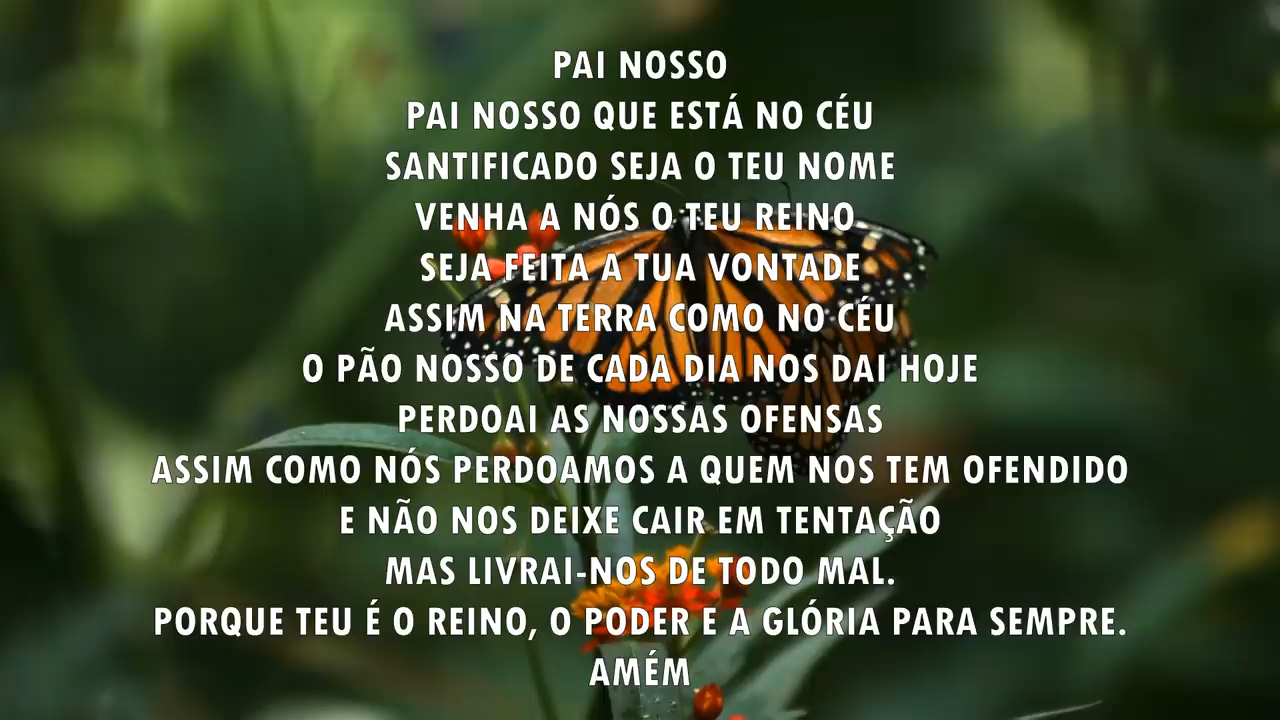 PAI NOSSO
PAI NOSSO QUE ESTÁ NO CÉU
SANTIFICADO SEJA O TEU NOME
VENHA A NÓS O TEU REINO
SEJA FEITA A TUA VONTADE
ASSIM NA TERRA COMO NO CÉU
O PÃO NOSSO DE CADA DIA NOS DAI HOJE
PERDOAI AS NOSSAS OFENSAS
ASSIM COMO NÓS PERDOAMOS A QUEM NOS TEM OFENDIDO
E NÃO NOS DEIXE CAIR EM TENTAÇÃO
MAS LIVRAI-NOS DE TODO MAL.
PORQUE TEU É O REINO, O PODER E A GLÓRIA PARA SEMPRE.
AMÉM